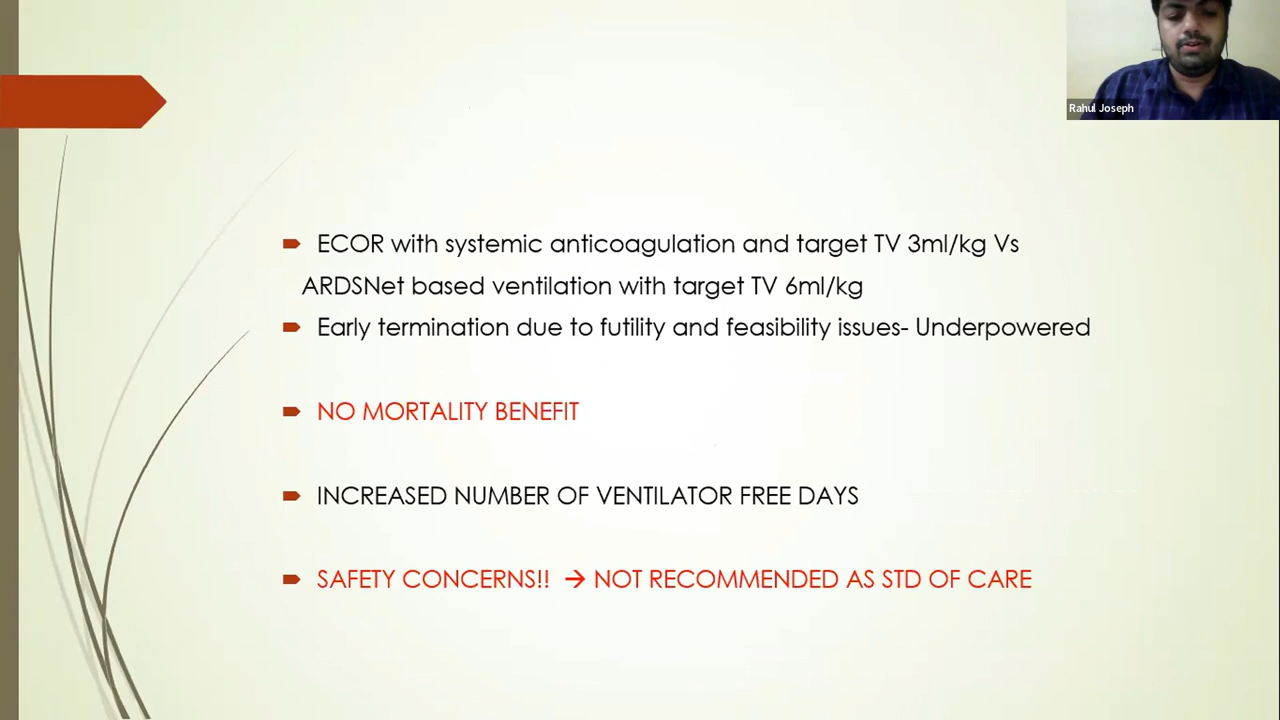 Rahul Joseph
ECOR with systemic anticoagulation and target TV 3ml/kg Vs
ARDSNet based ventilation with target TV 6ml/kg
Early termination due to futility and feasibility issues- Underpowered
NO MORTALITY BENEFIT
INCREASED NUMBER OF VENTILATOR FREE DAYS
SAFETY CONCERNS!! → NOT RECOMMENDED AS STD OF CARE